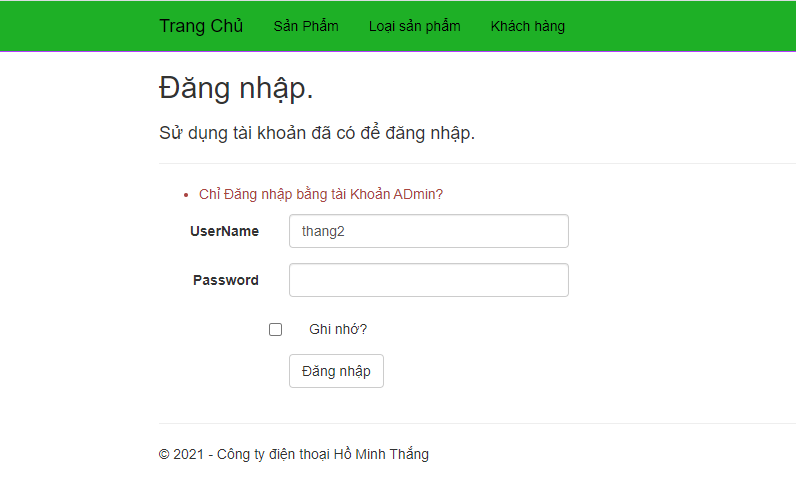 Trang Chủ Sản Phẩm Loại sản phẩm Khách hàng
Đăng nhập.
Sử dụng tài khoản đã có để đăng nhập.
Chỉ Đăng nhập bằng tài Khoản ADmin?
UserName thang2
Password
Ghi nhớ?
Đăng nhập
© 2021 - Công ty điện thoại Hồ Minh Thắng